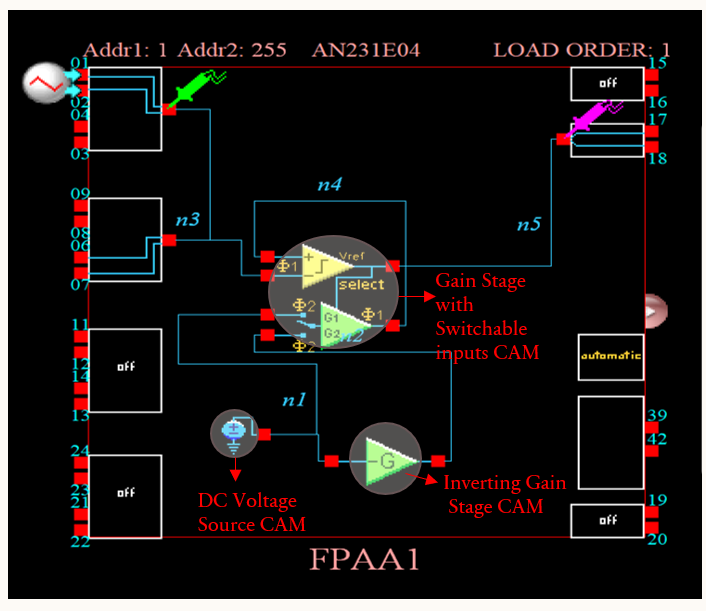 Addr1: 1 Addr2: 255 AN231E04 LOAD ORDER: 1
01
02
04
03
09
08
06
07
11
12
14
13
24
23
21
22
off
off
n3
n4
n5
n1
n2
+
−
Vref
Φ1
select
Φ2
G1
G2
Φ1
Φ2
Gain Stage
with
Switchable
inputs CAM
DC Voltage
Source CAM
G
Inverting Gain
Stage CAM
off
15
16
17
18
automatic
39
42
off
19
20
FPAA1